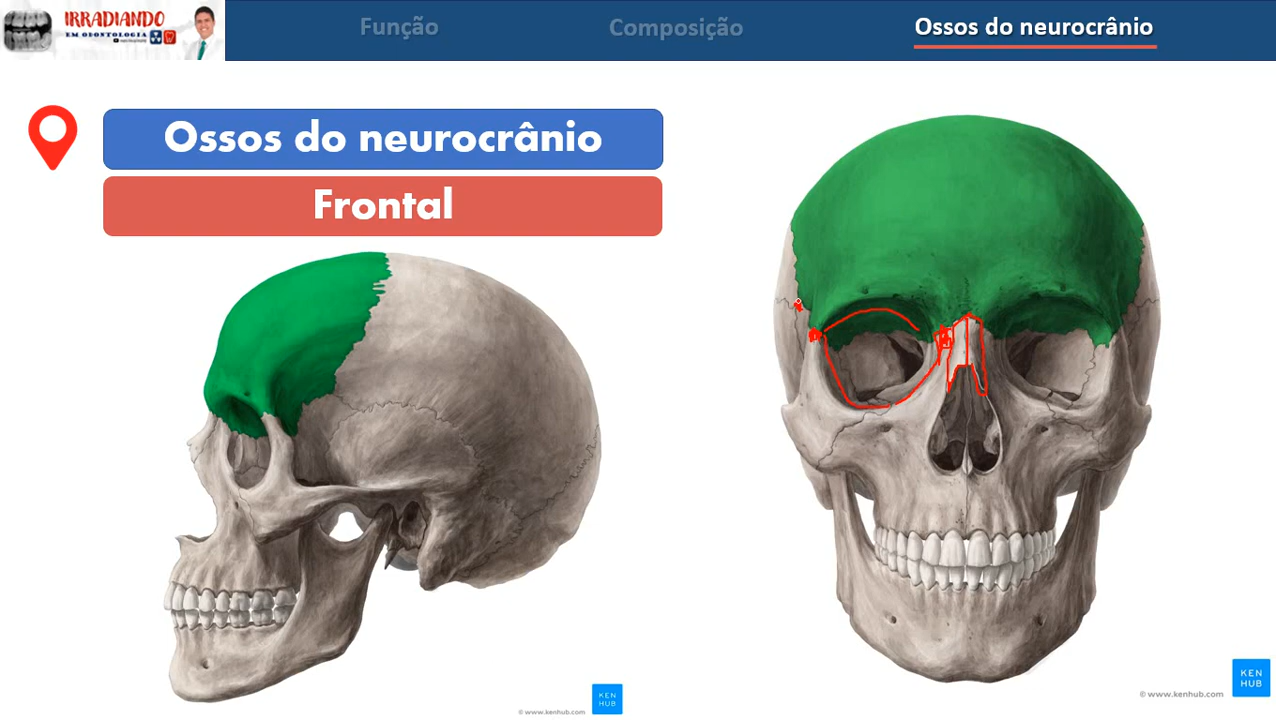 IRRADIANDO
EM ODONTOLOGIA
Função
Composição
Ossos do neurocrânio
Ossos do neurocrânio
Frontal
© www.kenhub.com
KEN
HUB
© www.kenhub.com
KEN
HUB